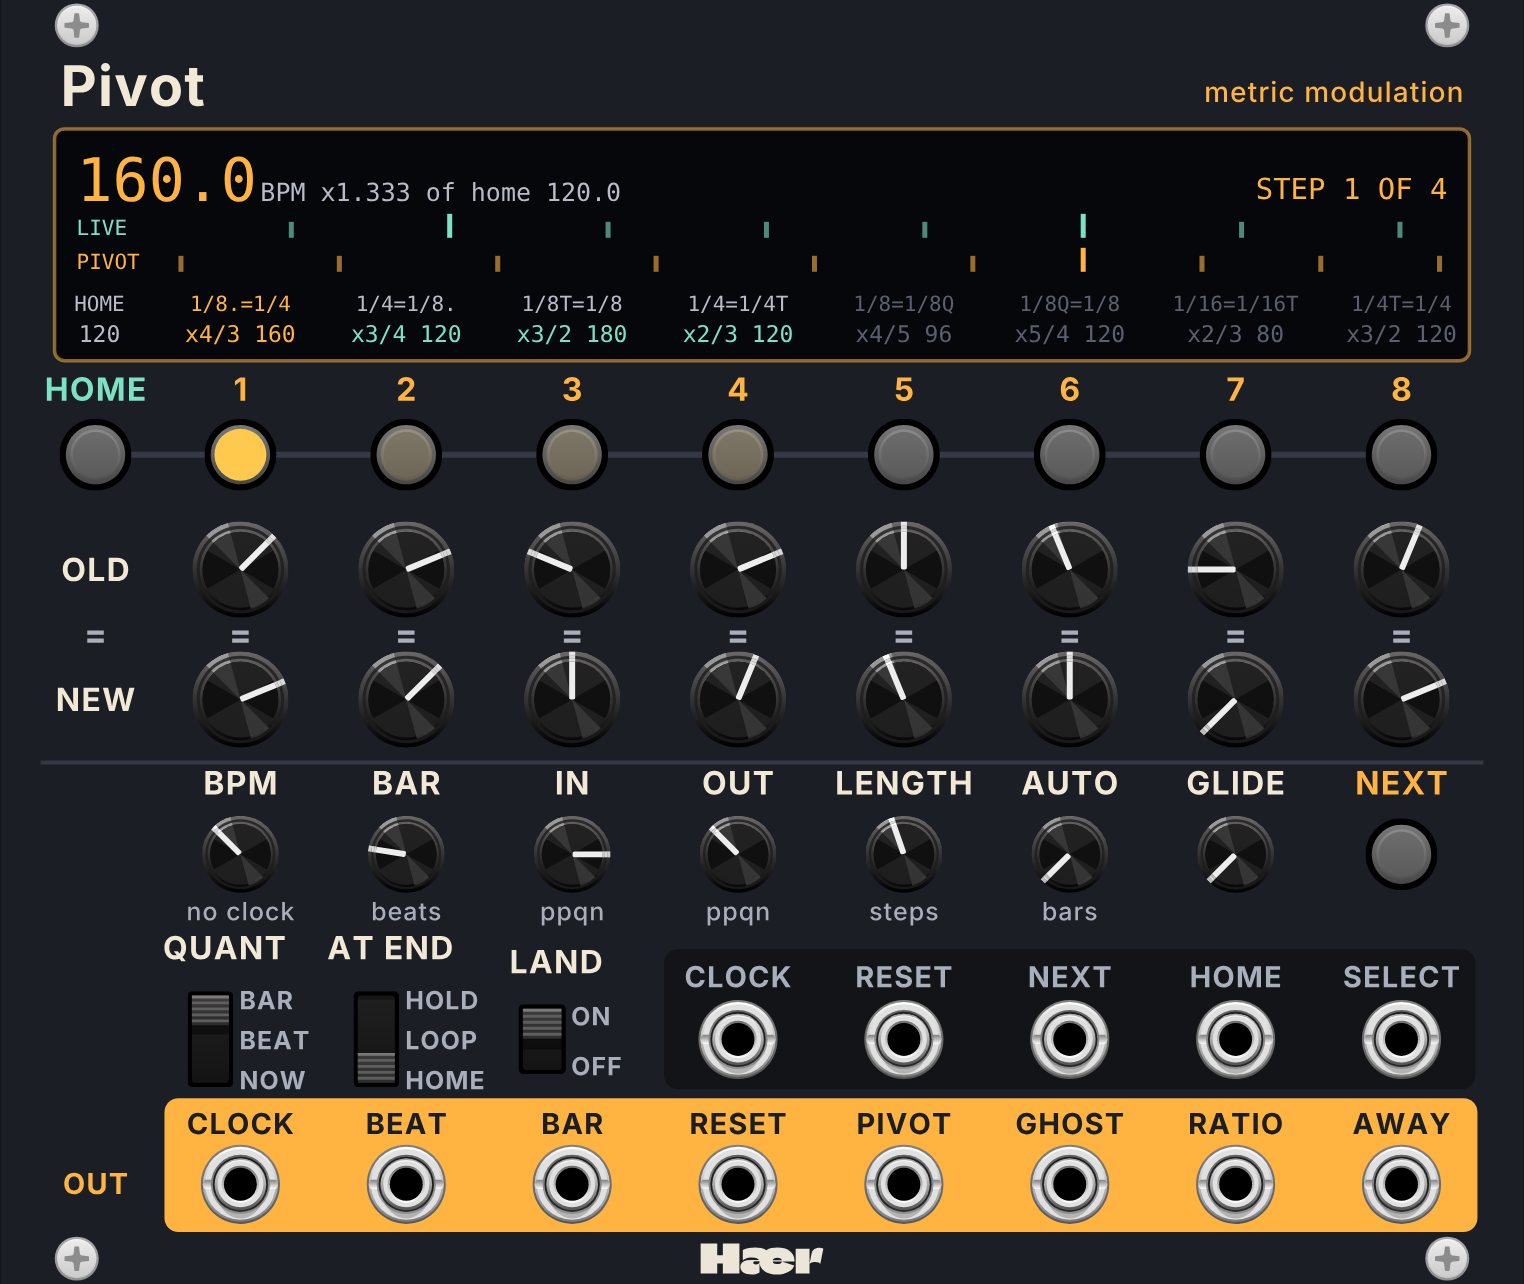 Pivot
metric modulation
160.0 BPM x1.333 of home 120.0 STEP 1 OF 4
LIVE
PIVOT
HOME 1/8.=1/4 1/4=1/8. 1/8T=1/8 1/4=1/4T 1/8=1/8Q 1/8Q=1/8 1/16=1/16T 1/4T=1/4
120 x4/3 160 x3/4 120 x3/2 180 x2/3 120 x4/5 96 x5/4 120 x2/3 80 x3/2 120
HOME 1 2 3 4 5 6 7 8
OLD
= = = = = = = = =
NEW
BPM BAR IN OUT LENGTH AUTO GLIDE NEXT
no clock beats ppqn ppqn steps bars
QUANT AT END LAND
BAR HOLD ON
BEAT LOOP OFF
NOW HOME
CLOCK RESET NEXT HOME SELECT
CLOCK BEAT BAR RESET PIVOT GHOST RATIO AWAY
OUT
Hær